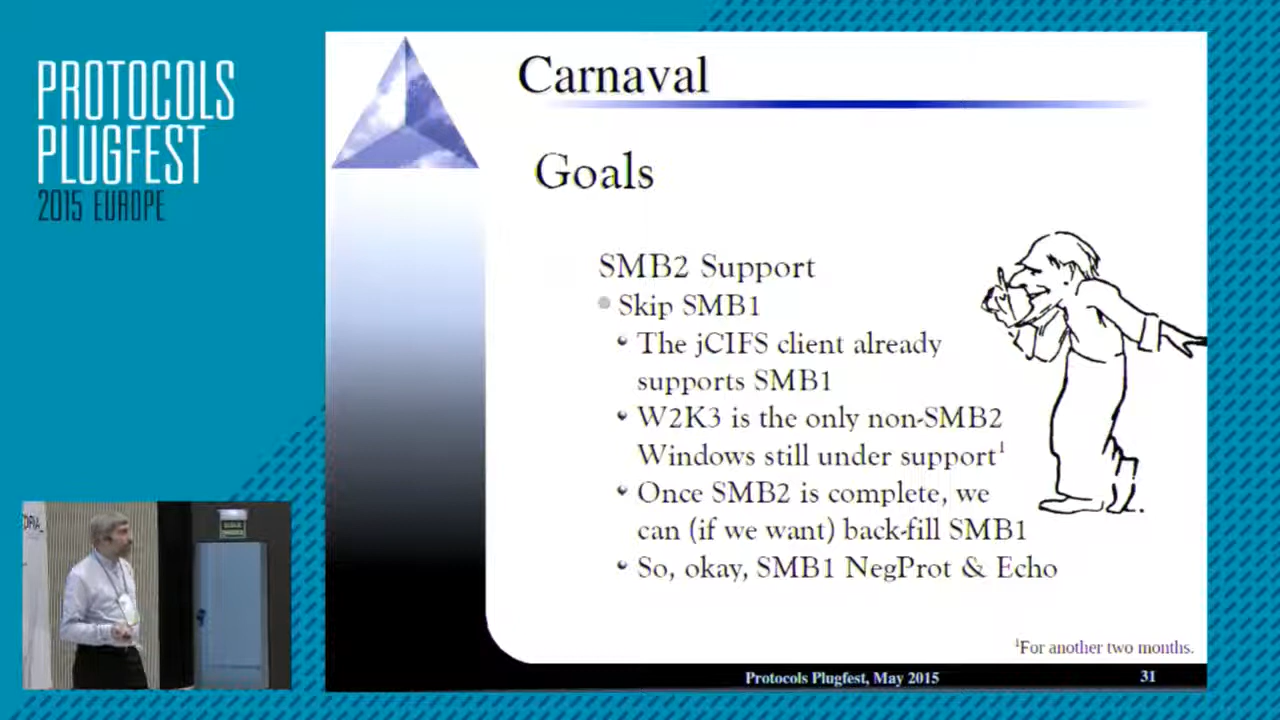 PROTOCOLS
PLUGFEST
2015 EUROPE
Carnaval
Goals
SMB2 Support
Skip SMB1
The jCIFS client already
supports SMB1
W2K3 is the only non-SMB2
Windows still under support¹
Once SMB2 is complete, we
can (if we want) back-fill SMB1
So, okay, SMB1 NegProt & Echo
¹For another two months.
Protocols Plugfest, May 2015
31